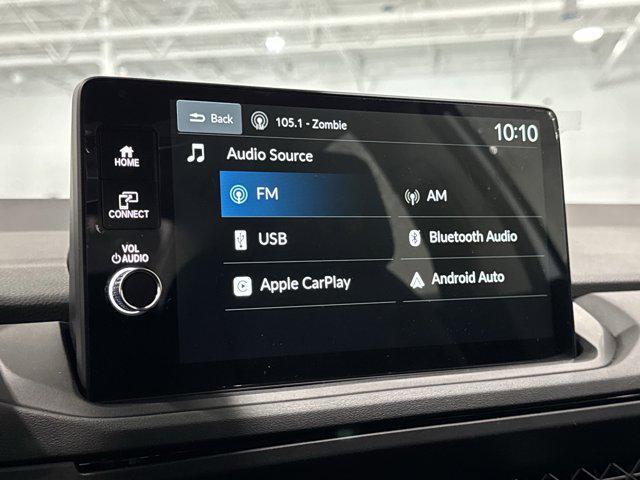 Back
105.1 - Zombie
10:10
HOME
Audio Source
FM
AM
CONNECT
USB
Bluetooth Audio
VOL
AUDIO
Apple CarPlay
Android Auto